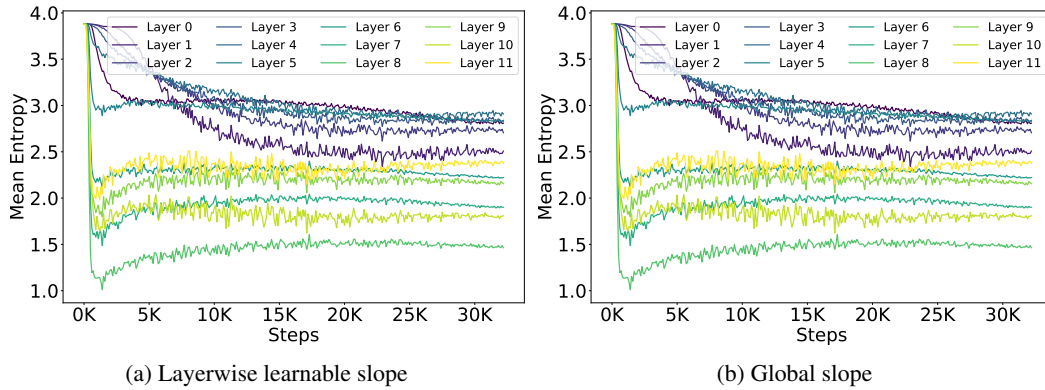 Mean Entropy
4.0
3.5
3.0
2.5
2.0
1.5
1.0
Layer 0 Layer 3 Layer 6 Layer 9
Layer 1 Layer 4 Layer 7 Layer 10
Layer 2 Layer 5 Layer 8 Layer 11
0K 5K 10K 15K 20K 25K 30K
Steps
(a) Layerwise learnable slope
Mean Entropy
4.0
3.5
3.0
2.5
2.0
1.5
1.0
Layer 0 Layer 3 Layer 6 Layer 9
Layer 1 Layer 4 Layer 7 Layer 10
Layer 2 Layer 5 Layer 8 Layer 11
0K 5K 10K 15K 20K 25K 30K
Steps
(b) Global slope